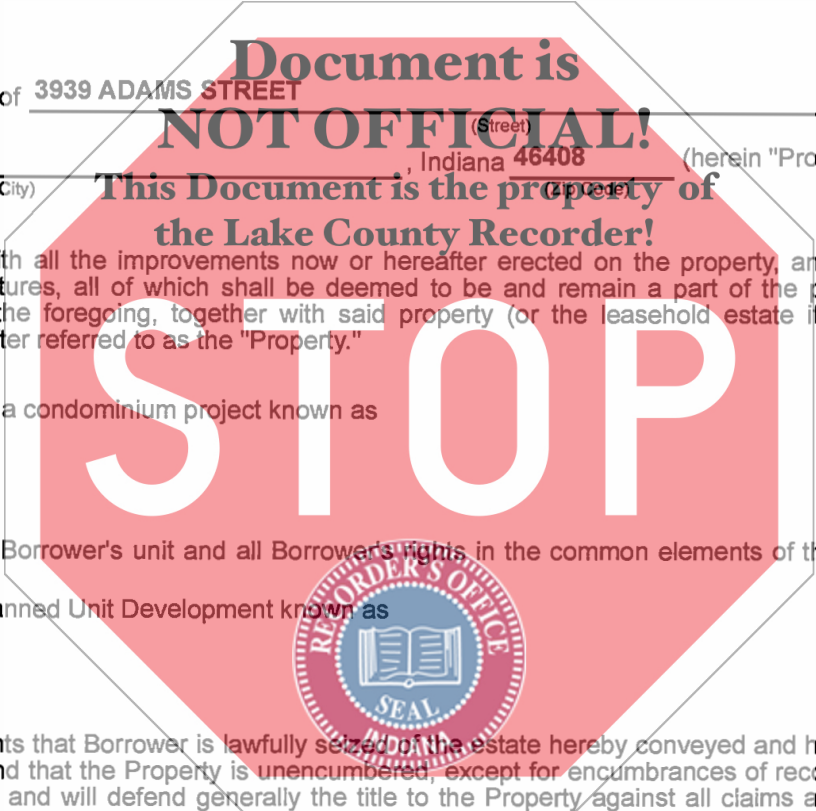 Document is
of 3939 ADAMS STREET
NOT OFFICIAL!
(Street)
, Indiana 46408 (herein "Pro
City) (Zip Code)
This Document is the property of
the Lake County Recorder!
th all the improvements now or hereafter erected on the property, an
tures, all of which shall be deemed to be and remain a part of the p
he foregoing, together with said property (or the leasehold estate if
ter referred to as the "Property."
STOP
a condominium project known as
Borrower's unit and all Borrower's rights in the common elements of th
anned Unit Development known as
RECORDER'S OFFICE
SEAL
INDIANA
nts that Borrower is lawfully seized of the estate hereby conveyed and h
nd that the Property is unencumbered, except for encumbrances of reco
and will defend generally the title to the Property against all claims a